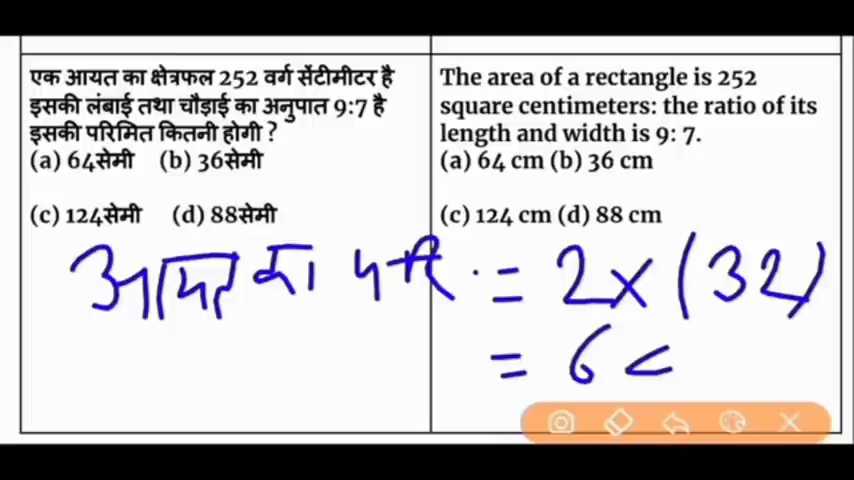 एक आयत का क्षेत्रफल 252 वर्ग सेंटीमीटर है
इसकी लंबाई तथा चौड़ाई का अनुपात 9:7 है
इसकी परिमित कितनी होगी ?
(a) 64सेमी (b) 36सेमी
(c) 124सेमी (d) 88सेमी
The area of a rectangle is 252
square centimeters: the ratio of its
length and width is 9: 7.
(a) 64 cm (b) 36 cm
(c) 124 cm (d) 88 cm
आयत का परि. = 2 × (32)
= 6